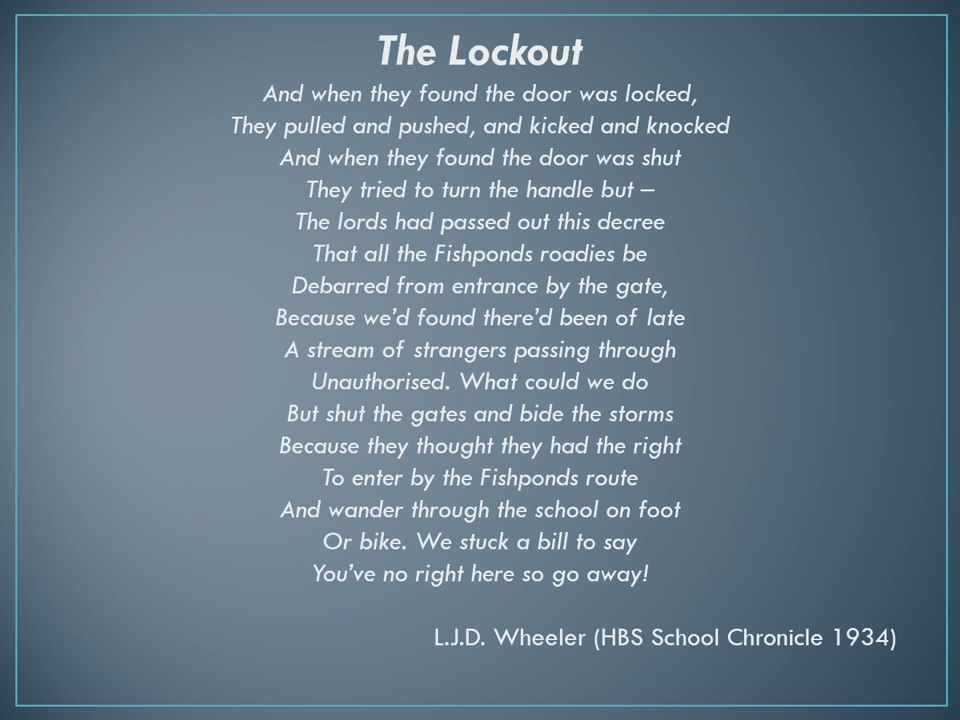 The Lockout
And when they found the door was locked,
They pulled and pushed, and kicked and knocked
And when they found the door was shut
They tried to turn the handle but –
The lords had passed out this decree
That all the Fishponds roadies be
Debarred from entrance by the gate,
Because we’d found there’d been of late
A stream of strangers passing through
Unauthorised. What could we do
But shut the gates and bide the storms
Because they thought they had the right
To enter by the Fishponds route
And wander through the school on foot
Or bike. We stuck a bill to say
You’ve no right here so go away!
L.J.D. Wheeler (HBS School Chronicle 1934)